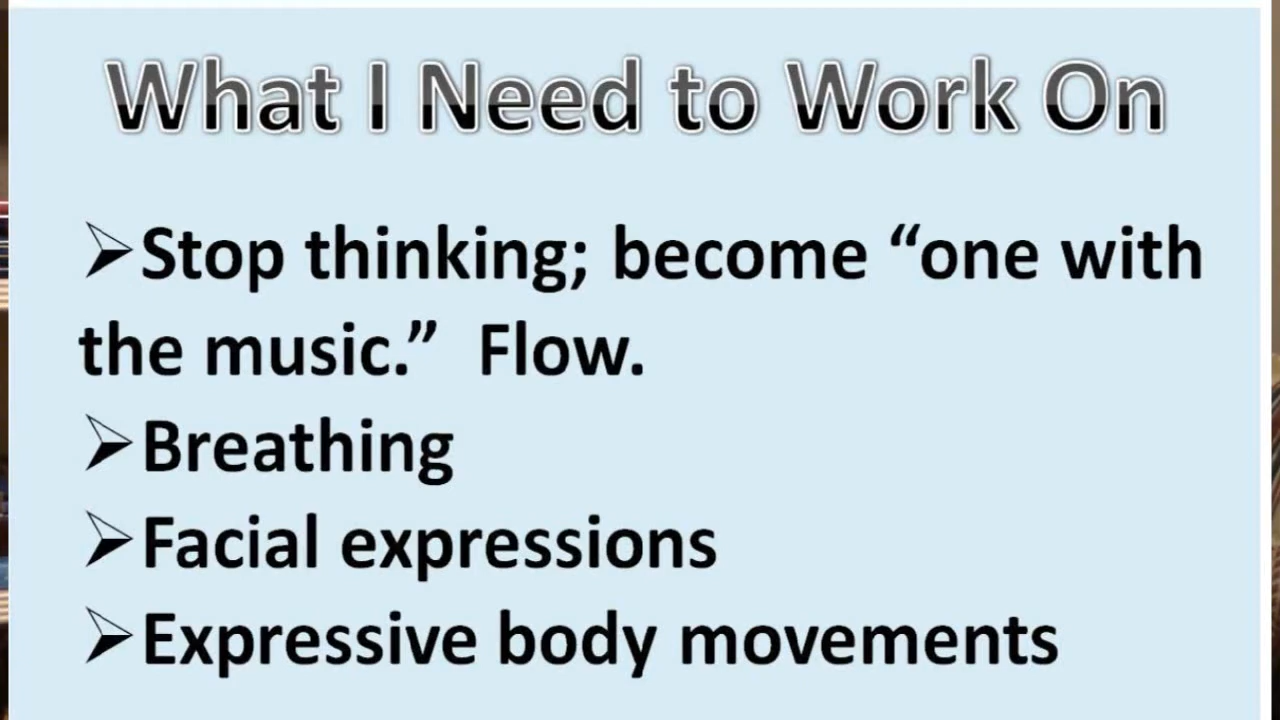 What I Need to Work On
➢Stop thinking; become “one with
the music.”  Flow.
➢Breathing
➢Facial expressions
➢Expressive body movements